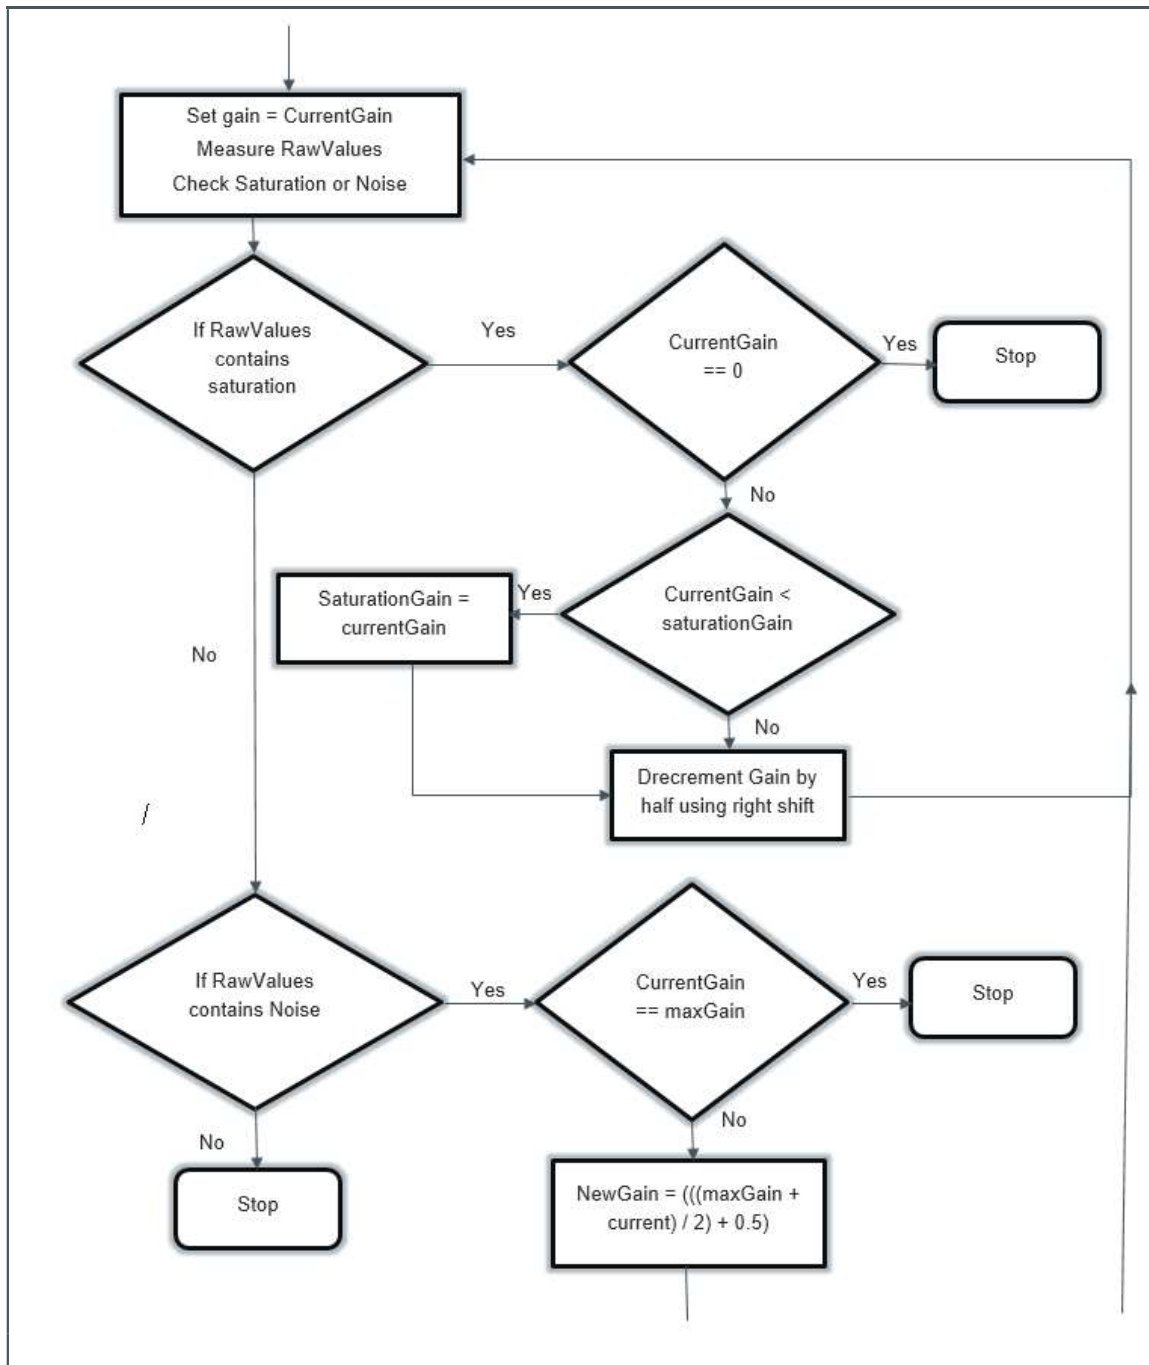 Set gain = CurrentGain
Measure RawValues
Check Saturation or Noise
If RawValues
contains
saturation
Yes
CurrentGain
== 0
Yes
Stop
No
CurrentGain <
saturationGain
Yes
SaturationGain =
currentGain
No
No
Drecrement Gain by
half using right shift
/
If RawValues
contains Noise
Yes
CurrentGain
== maxGain
Yes
Stop
No
Stop
No
NewGain = (((maxGain +
current) / 2) + 0.5)